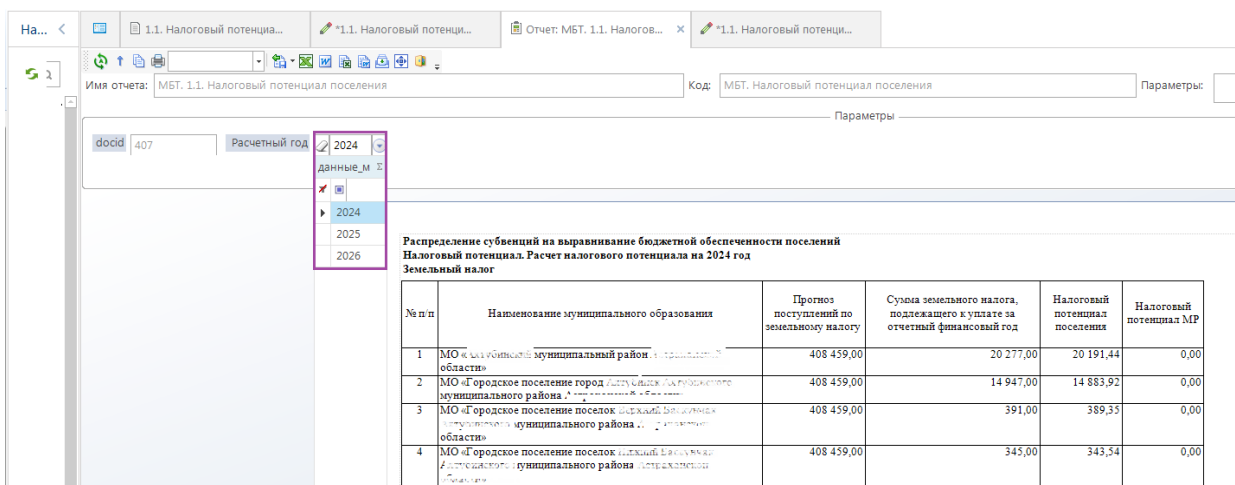 На...
1.1. Налоговый потенциа...
*1.1. Налоговый потенци...
Отчет: МБТ. 1.1. Налогов...
*1.1. Налоговый потенци...
Имя отчета: МБТ. 1.1. Налоговый потенциал поселения
Код: МБТ. Налоговый потенциал поселения
Параметры:
Параметры
docid 407
Расчетный год 2024
данные_м Σ
2024
2025
2026
Распределение субвенций на выравнивание бюджетной обеспеченности поселений
Налоговый потенциал. Расчет налогового потенциала на 2024 год
Земельный налог
№ п/п
Наименование муниципального образования
Прогноз
поступлений по
земельному налогу
Сумма земельного налога,
подлежащего к уплате за
отчетный финансовый год
Налоговый
потенциал
поселения
Налоговый
потенциал МР
1 МО « муниципальный район 408 459,00 20 277,00 20 191,44 0,00
области»
2 МО «Городское поселение город 408 459,00 14 947,00 14 883,92 0,00
муниципального района
3 МО «Городское поселение поселок 408 459,00 391,00 389,35 0,00
муниципального района
области»
4 МО «Городское поселение поселок 408 459,00 345,00 343,54 0,00
муниципального района